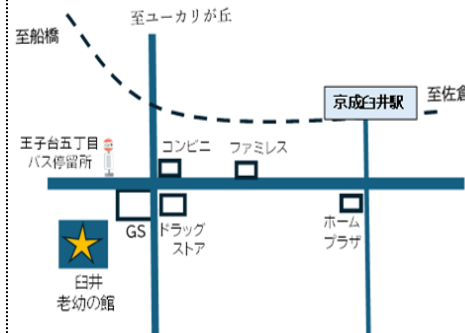 至ユーカリが丘
至船橋
京成臼井駅
至佐倉
王子台五丁目
バス停留所
コンビニ
ファミレス
GS
ドラッグ
ストア
ホーム
プラザ
臼井
老幼の館